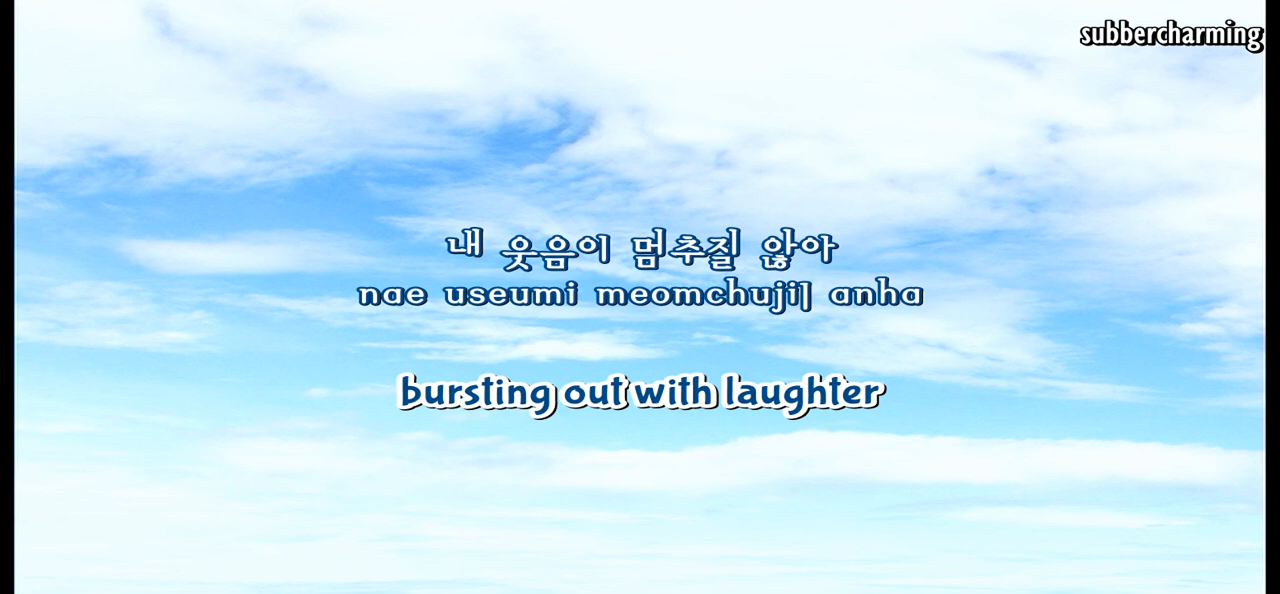 subbercharming
내 웃음이 멈추질 않아
nae useumi meomchujil anha
bursting out with laughter